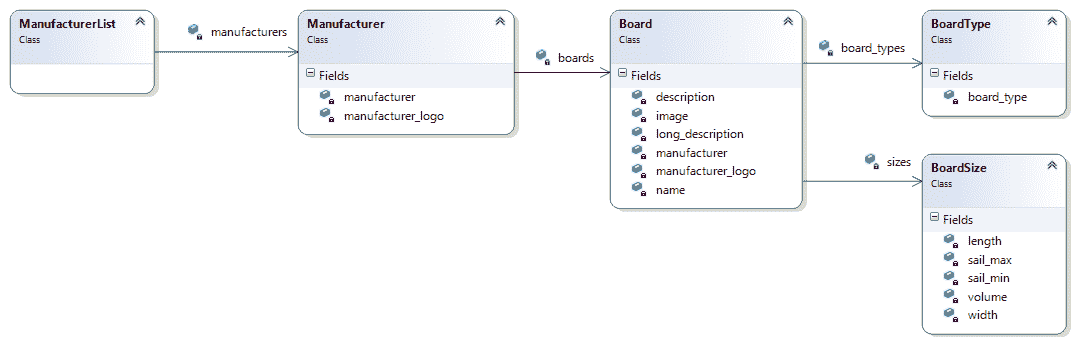 ManufacturerList
Class
manufacturers
Manufacturer
Class
Fields
manufacturer
manufacturer_logo
boards
Board
Class
Fields
description
image
long_description
manufacturer
manufacturer_logo
name
board_types
BoardType
Class
Fields
board_type
sizes
BoardSize
Class
Fields
length
sail_max
sail_min
volume
width